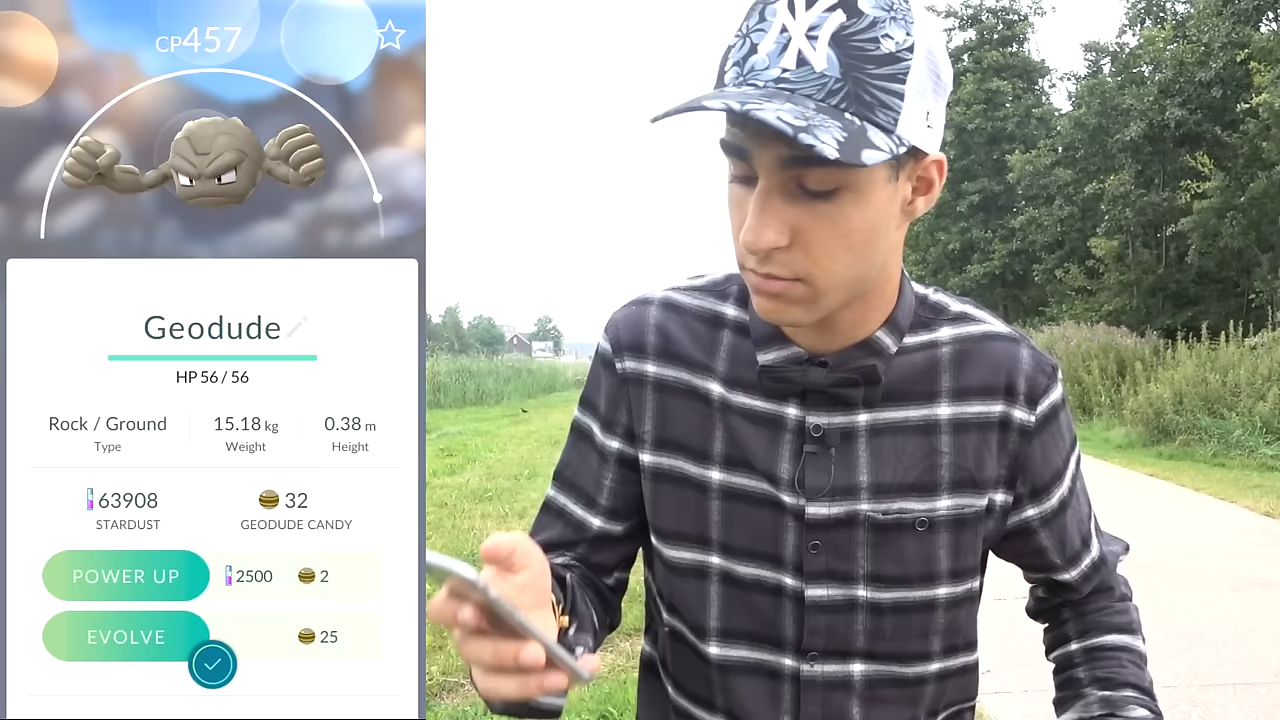 CP457
Geodude
HP 56 / 56
Rock / Ground
Type
15.18 kg
Weight
0.38 m
Height
63908
STARDUST
32
GEODUDE CANDY
POWER UP
2500
2
EVOLVE
25
NY